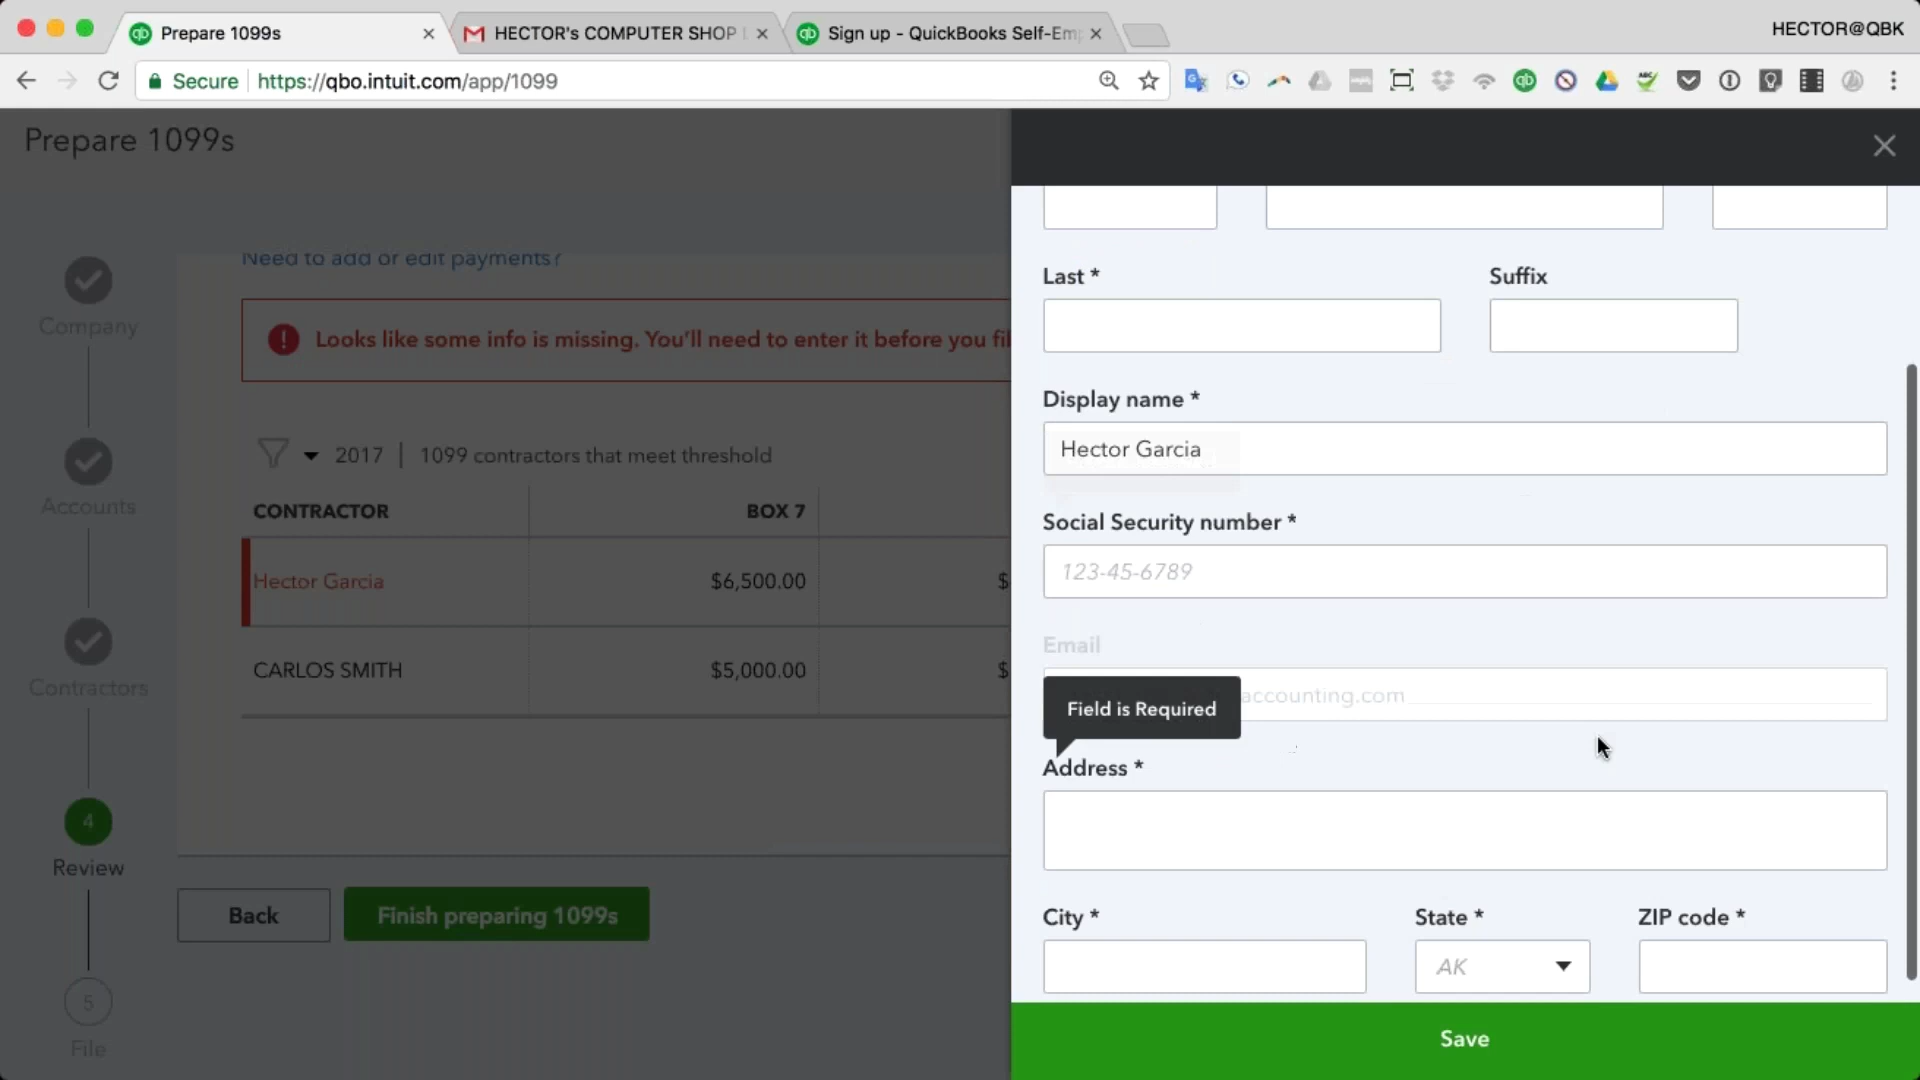 Prepare 1099s
HECTOR's COMPUTER SHOP
Sign up - QuickBooks Self-Em
HECTOR@QBK
Secure
https://qbo.intuit.com/app/1099
Prepare 1099s
Need to add or edit payments?
Looks like some info is missing. You'll need to enter it before you fil
2017 | 1099 contractors that meet threshold
CONTRACTOR
BOX 7
Hector Garcia
$6,500.00
$
CARLOS SMITH
$5,000.00
$
Company
Accounts
Contractors
4
Review
5
File
Back
Finish preparing 1099s
Last *
Suffix
Display name *
Hector Garcia
Social Security number *
123-45-6789
Email
accounting.com
Field is Required
Address *
City *
State *
ZIP code *
AK
Save